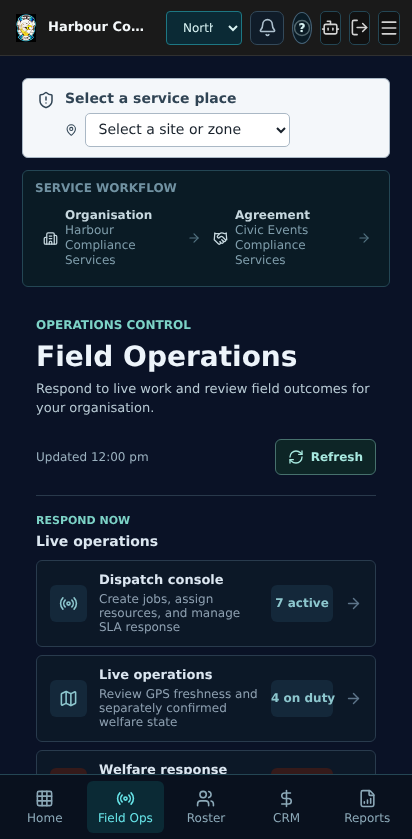 Harbour Co...
North
?
Select a service place
Select a site or zone
SERVICE WORKFLOW
Organisation
Harbour
Compliance
Services
Agreement
Civic Events
Compliance
Services
OPERATIONS CONTROL
Field Operations
Respond to live work and review field outcomes for
your organisation.
Updated 12:00 pm
Refresh
RESPOND NOW
Live operations
Dispatch console
Create jobs, assign
resources, and manage
SLA response
7 active
Live operations
Review GPS freshness and
separately confirmed
welfare state
4 on duty
Welfare response
Home
Field Ops
Roster
CRM
Reports